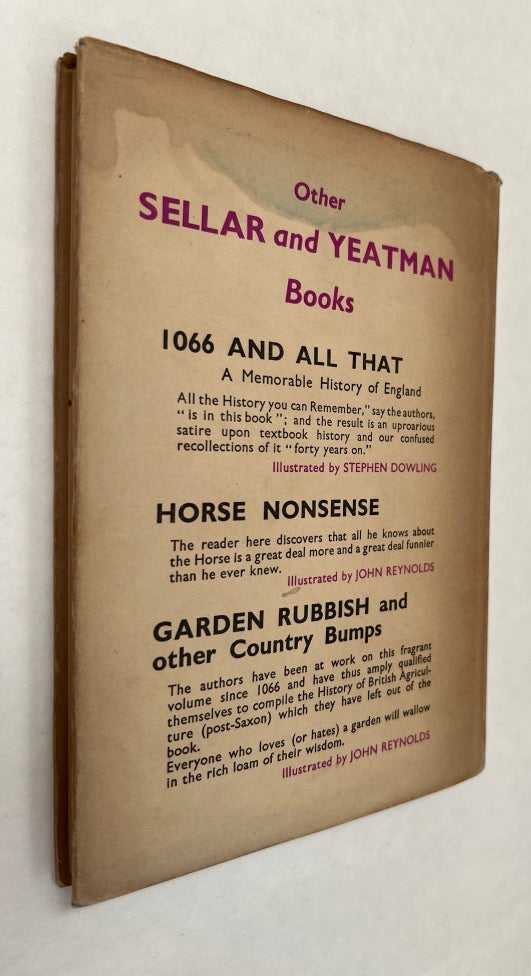 Other
SELLAR and YEATMAN
Books
1066 AND ALL THAT
A Memorable History of England
All the History you can Remember," say the authors,
" is in this book "; and the result is an uproarious
satire upon textbook history and our confused
recollections of it " forty years on."
Illustrated by STEPHEN DOWLING
HORSE NONSENSE
The reader here discovers that all he knows about
the Horse is a great deal more and a great deal funnier
than he ever knew.
Illustrated by JOHN REYNOLDS
GARDEN RUBBISH and
other Country Bumps
The authors have been at work on this fragrant
volume since 1066 and have thus amply qualified
themselves to compile the History of British Agricul-
ture (post-Saxon) which they have left out of the
book.
Everyone who loves (or hates) a garden will wallow
in the rich loam of their wisdom.
Illustrated by JOHN REYNOLDS